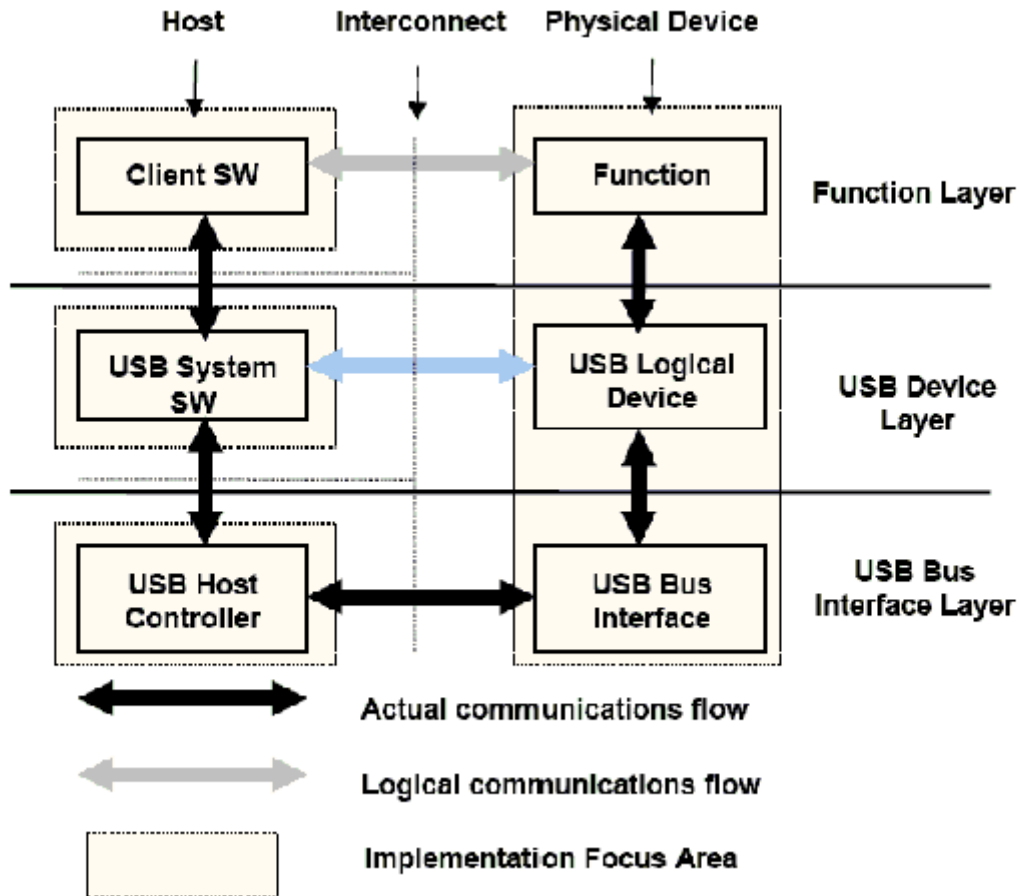 Host
Interconnect
Physical Device
Client SW
Function
Function Layer
USB System
SW
USB Logical
Device
USB Device
Layer
USB Host
Controller
USB Bus
Interface
USB Bus
Interface Layer
Actual communications flow
Logical communications flow
Implementation Focus Area